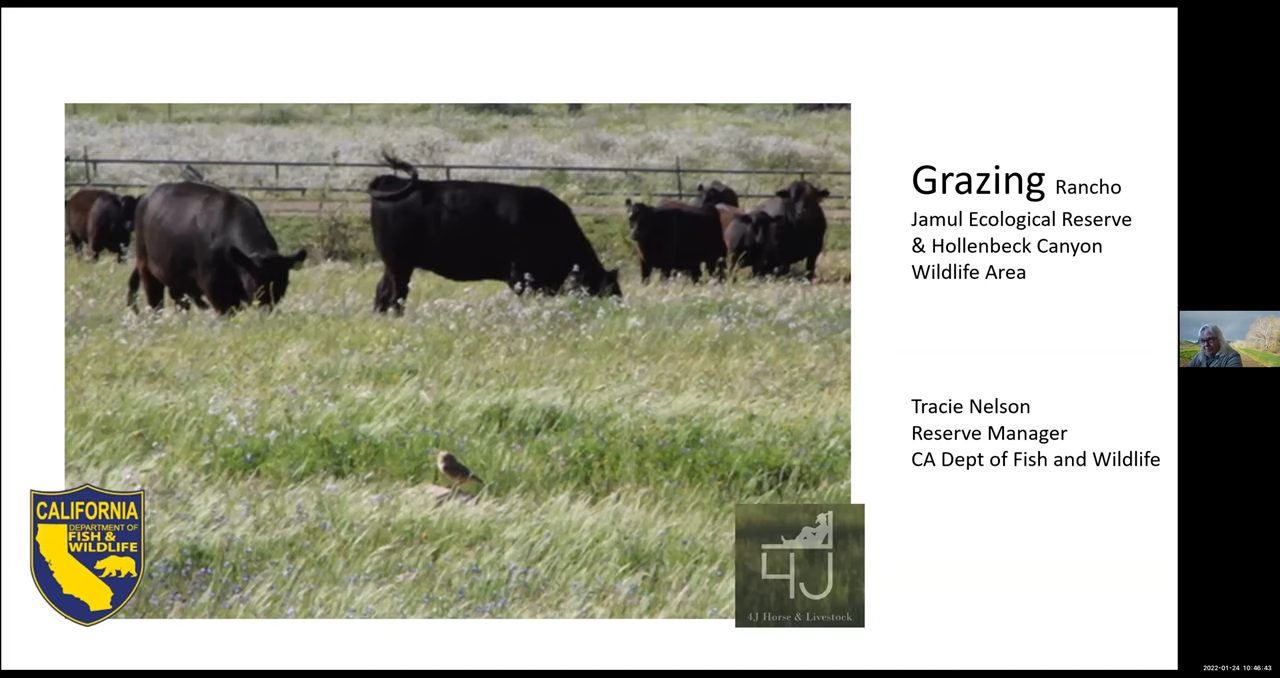 Grazing Rancho
Jamul Ecological Reserve
& Hollenbeck Canyon
Wildlife Area
Tracie Nelson
Reserve Manager
CA Dept of Fish and Wildlife
CALIFORNIA
DEPARTMENT OF
FISH &
WILDLIFE
4J
4J Horse & Livestock
2022-01-24 10:46:43